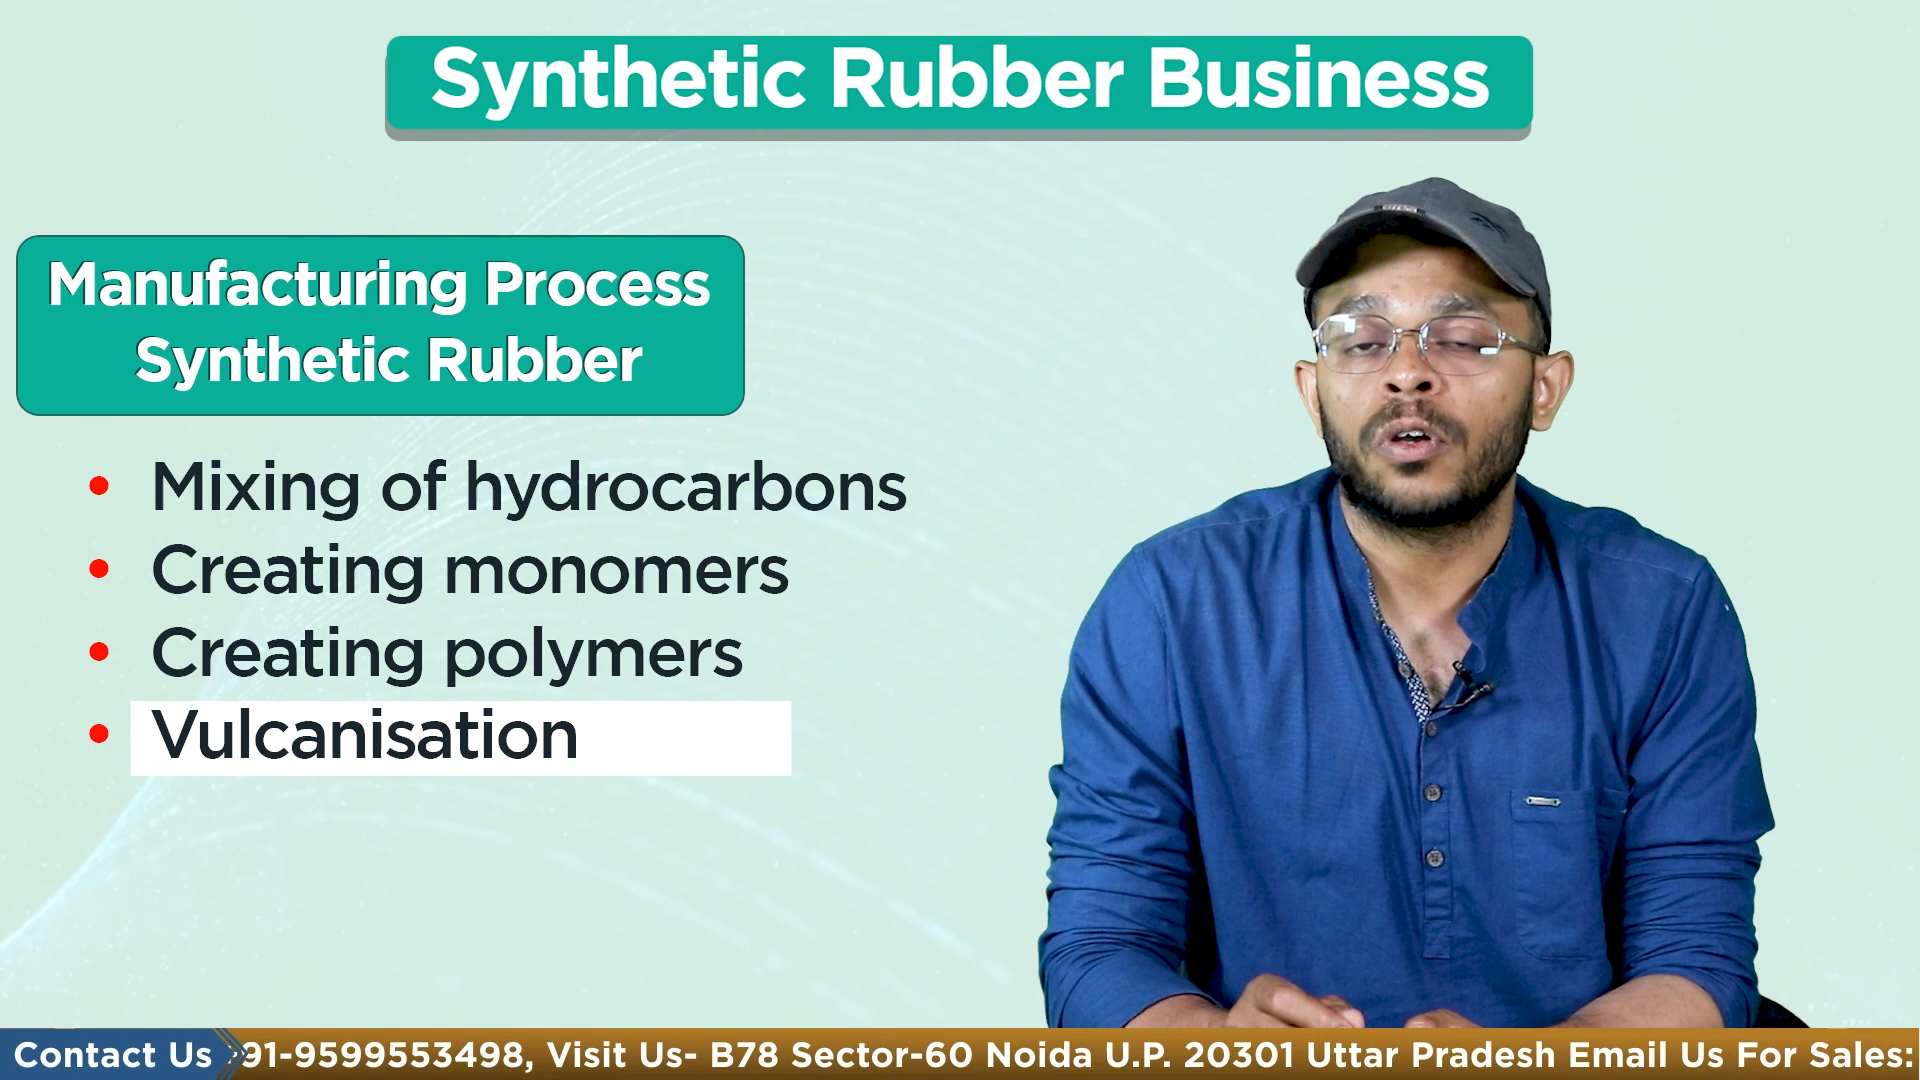 Synthetic Rubber Business
Manufacturing Process
Synthetic Rubber
• Mixing of hydrocarbons
• Creating monomers
• Creating polymers
• Vulcanisation
Contact Us
91-9599553498, Visit Us- B78 Sector-60 Noida U.P. 20301 Uttar Pradesh Email Us For Sales: